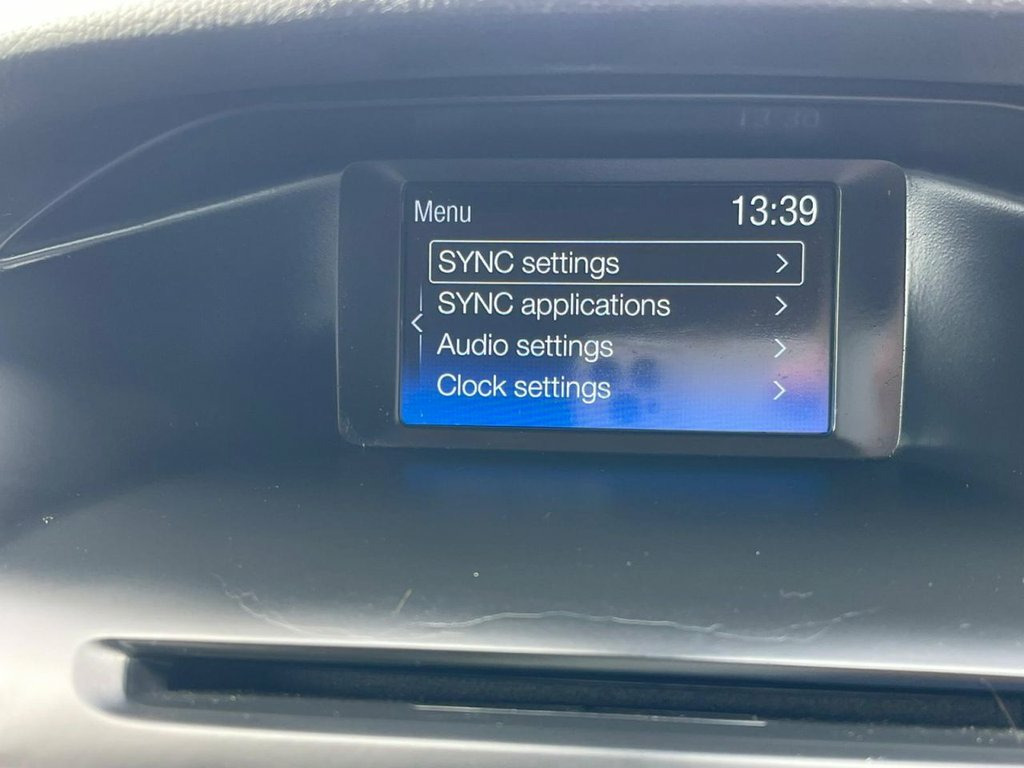 Menu 13:39
SYNC settings
SYNC applications
Audio settings
Clock settings